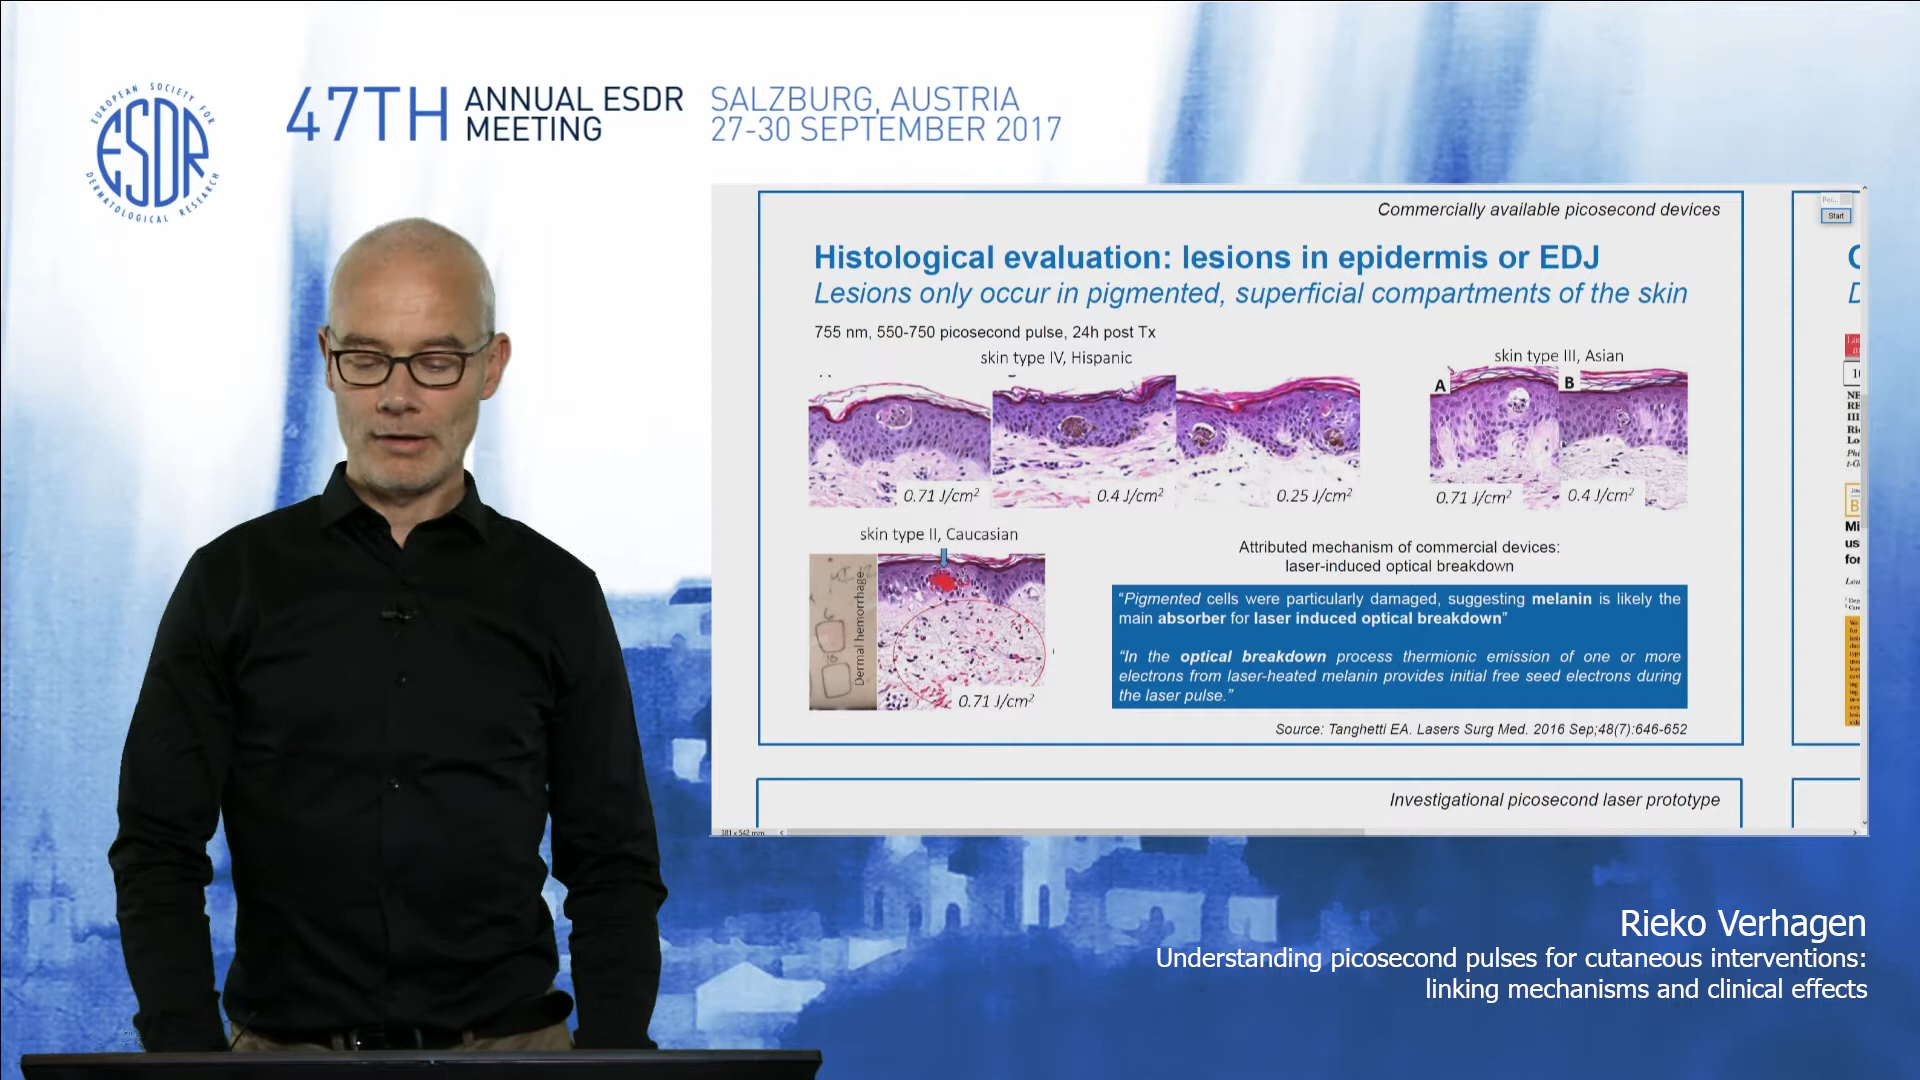 EUROPEAN SOCIETY FOR
ESDR
DERMATOLOGICAL RESEARCH
47TH ANNUAL ESDR MEETING
SALZBURG, AUSTRIA
27-30 SEPTEMBER 2017
Commercially available picosecond devices
Histological evaluation: lesions in epidermis or EDJ
Lesions only occur in pigmented, superficial compartments of the skin
755 nm, 550-750 picosecond pulse, 24h post Tx
skin type IV, Hispanic
0.71 J/cm²
0.4 J/cm²
0.25 J/cm²
skin type III, Asian
A
B
0.71 J/cm²
0.4 J/cm²
skin type II, Caucasian
Dermal hemorrhage
0.71 J/cm²
Attributed mechanism of commercial devices:
laser-induced optical breakdown
“Pigmented cells were particularly damaged, suggesting melanin is likely the
main absorber for laser induced optical breakdown”
“In the optical breakdown process thermionic emission of one or more
electrons from laser-heated melanin provides initial free seed electrons during
the laser pulse.”
Source: Tanghetti EA. Lasers Surg Med. 2016 Sep;48(7):646-652
Investigational picosecond laser prototype
Start
381 x 542 mm
Rieko Verhagen
Understanding picosecond pulses for cutaneous interventions:
linking mechanisms and clinical effects